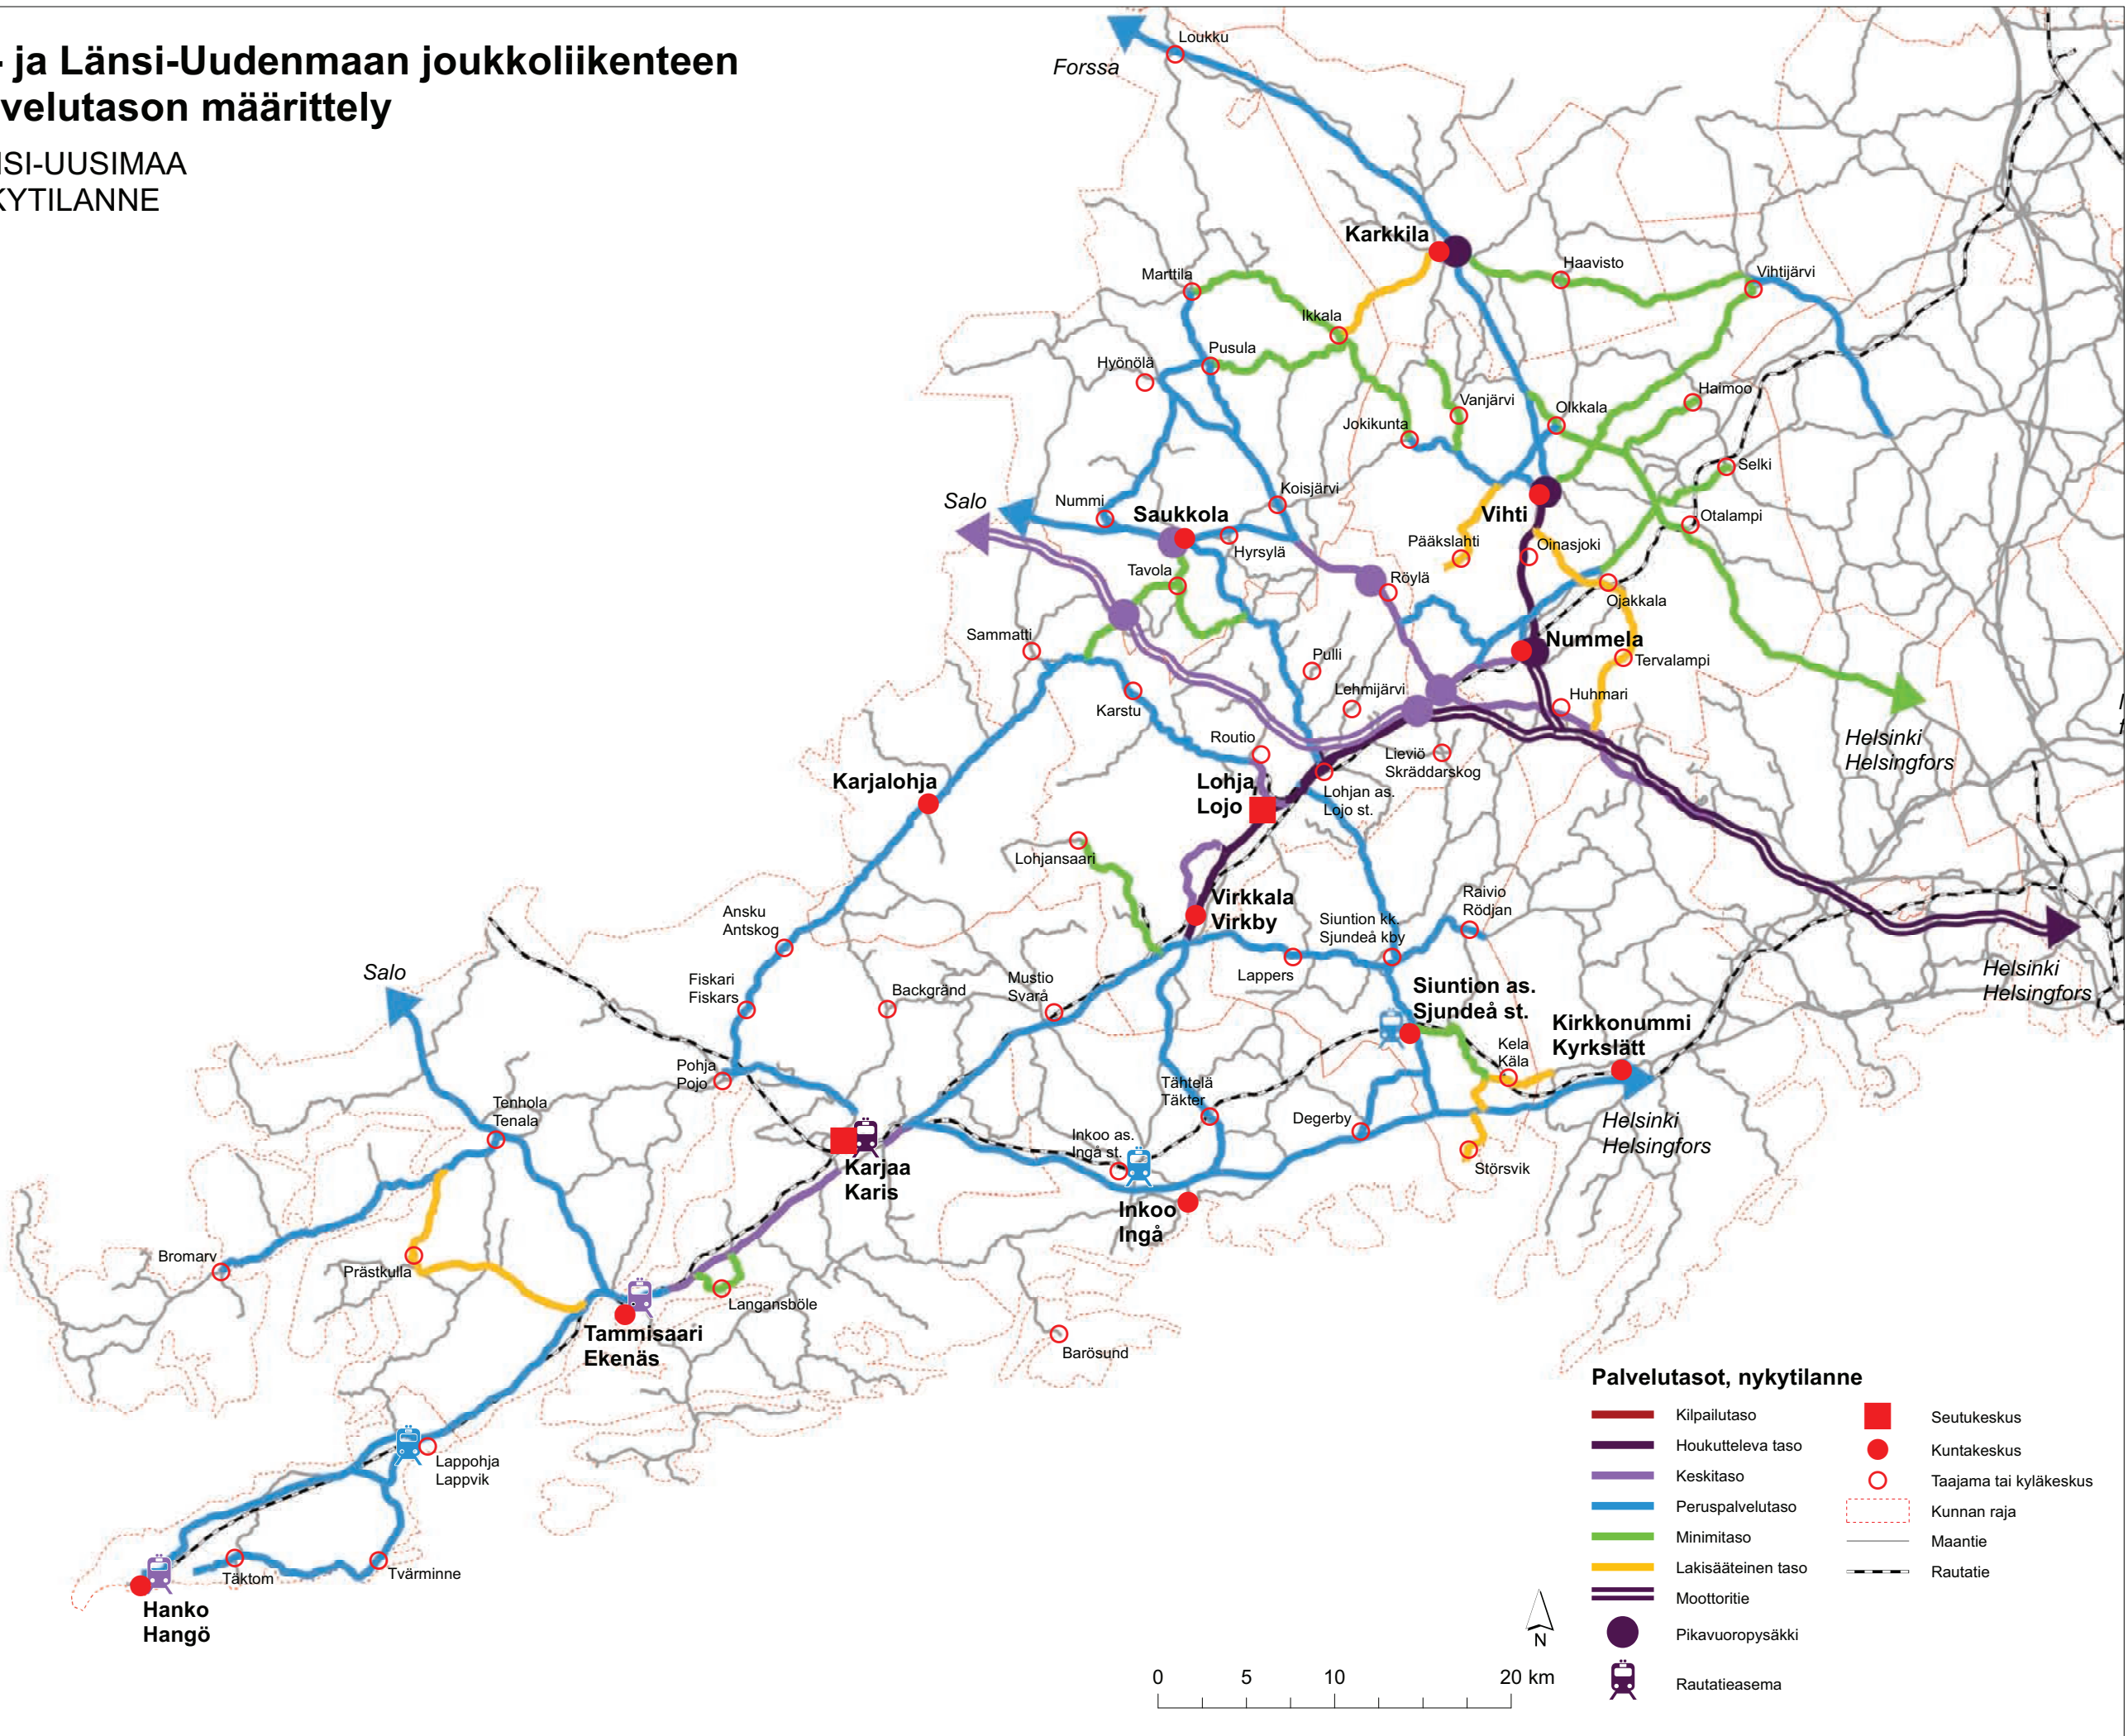 - ja Länsi-Uudenmaan joukkoliikenteen
velutason määrittely
ISI-UUSIMAA
KYTILANNE
Forssa
Loukku
Karkkila
Haavisto
Vihtijärvi
Marttila
Ikkala
Pusula
Hyönölä
Vanjärvi
Olkkala
Haimoo
Jokikunta
Selki
Koisjärvi
Salo
Nummi
Saukkola
Vihti
Otalampi
Hyrsylä
Pääkslahti
Oinasjoki
Tavola
Röylä
Ojakkala
Sammatti
Nummela
Pulli
Tervalampi
Lehmijärvi
Huhmari
Karstu
Routio
Helsinki
Helsingfors
Lieviö
Skräddarskog
Karjalohja
Lohja
Lojo
Lohjan as.
Lojo st.
Lohjansaari
Virkkala
Virkby
Raivio
Rödjan
Ansku
Antskog
Siuntion kk.
Sjundeå kby
Lappers
Salo
Fiskari
Fiskars
Backgränd
Mustio
Svarå
Helsinki
Helsingfors
Siuntion as.
Sjundeå st.
Kirkkonummi
Kyrkslätt
Kela
Käla
Pohja
Pojo
Tähtelä
Täkter
Tenhola
Tenala
Degerby
Helsinki
Helsingfors
Inkoo as.
Ingå st.
Karjaa
Karis
Störsvik
Inkoo
Ingå
Bromarv
Prästkulla
Langansböle
Tammisaari
Ekenäs
Barösund
Lappohja
Lappvik
Täktom
Tvärminne
Hanko
Hangö
Palvelutasot, nykytilanne
Kilpailutaso
Houkutteleva taso
Keskitaso
Peruspalvelutaso
Minimitaso
Lakisääteinen taso
Moottoritie
Pikavuoropysäkki
Rautatieasema
Seutukeskus
Kuntakeskus
Taajama tai kyläkeskus
Kunnan raja
Maantie
Rautatie
N
0 5 10 20 km